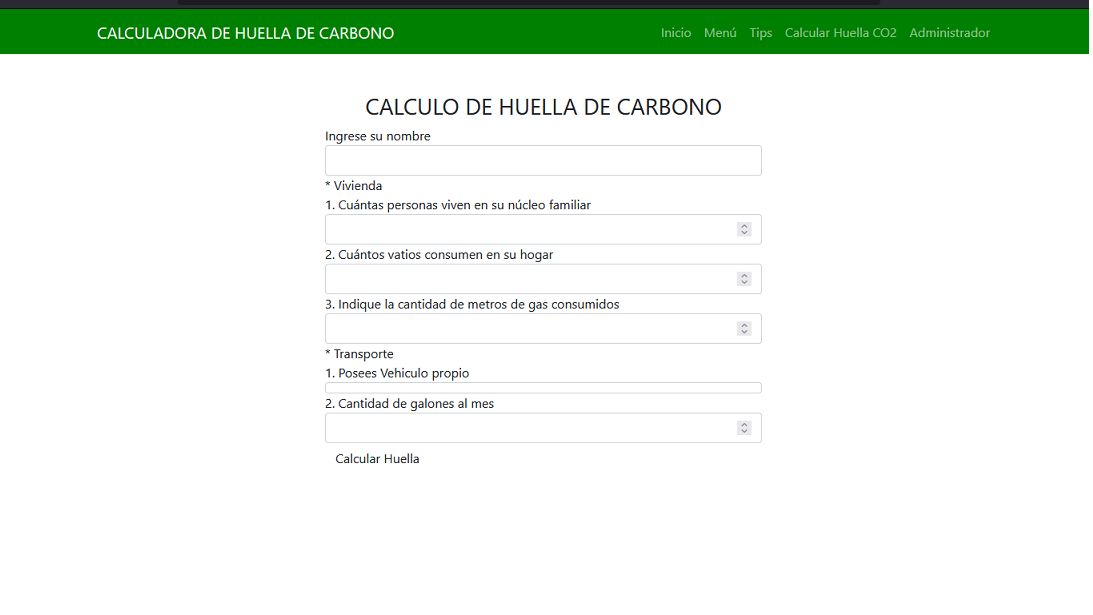 CALCULADORA DE HUELLA DE CARBONO
Inicio Menú Tips Calcular Huella CO2 Administrador
CALCULO DE HUELLA DE CARBONO
Ingrese su nombre
* Vivienda
1. Cuántas personas viven en su núcleo familiar
2. Cuántos vatios consumen en su hogar
3. Indique la cantidad de metros de gas consumidos
* Transporte
1. Posees Vehiculo propio
2. Cantidad de galones al mes
Calcular Huella